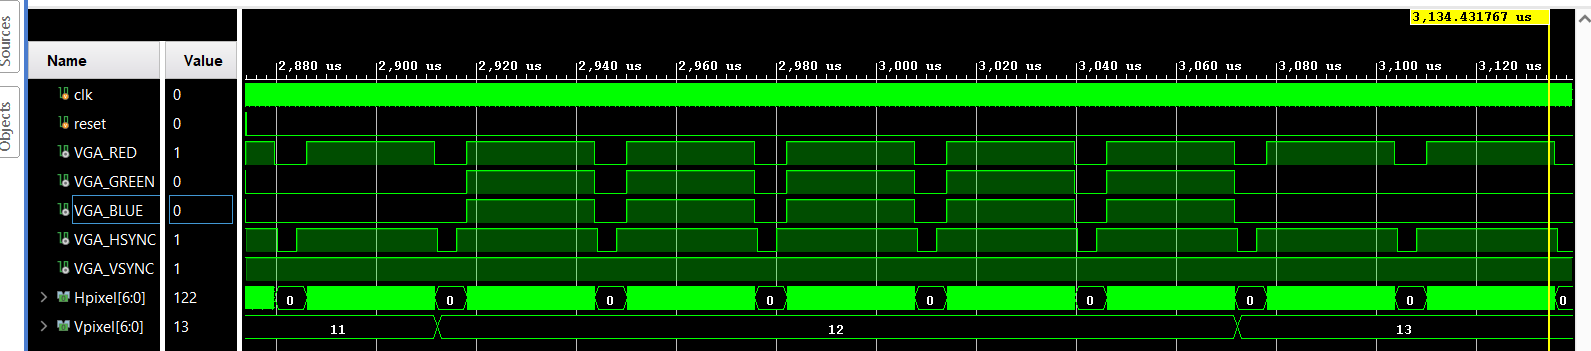 Sources
Objects
3,134.431767 us
Name Value
2,880 us 2,900 us 2,920 us 2,940 us 2,960 us 2,980 us 3,000 us 3,020 us 3,040 us 3,060 us 3,080 us 3,100 us 3,120 us
clk 0
reset 0
VGA_RED 1
VGA_GREEN 0
VGA_BLUE 0
VGA_HSYNC 1
VGA_VSYNC 1
Hpixel[6:0] 122 0 0 0 0 0 0 0 0 0
Vpixel[6:0] 13 11 12 13